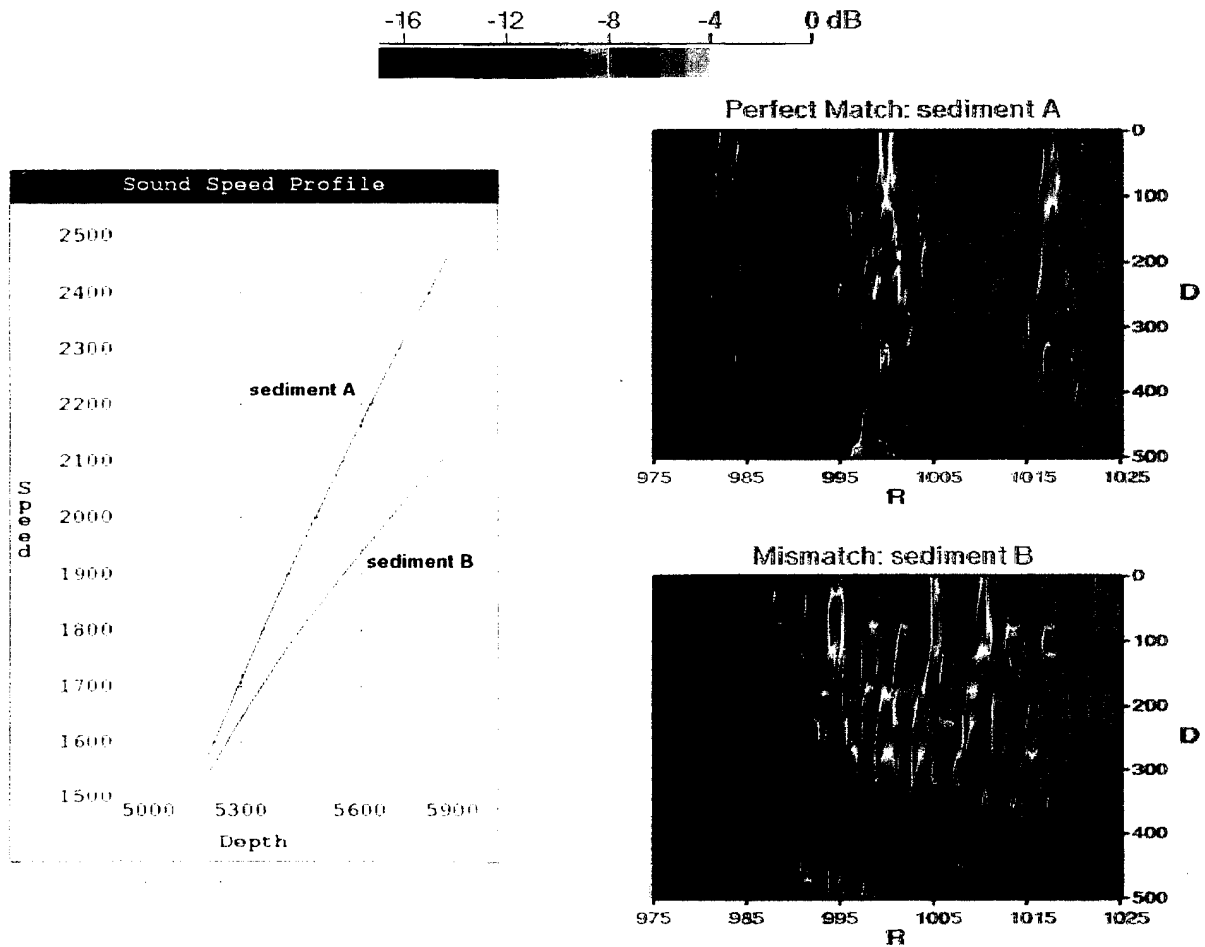 -16 -12 -8 -4 0 dB
Perfect Match: sediment A
0
100
200
300
400
500
D
975 985 995 1005 1015 1025
R
Sound Speed Profile
2500
2400
2300
2200
2100
2000
1900
1800
1700
1600
1500
Speed
sediment A
sediment B
5000 5300 5600 5900
Depth
Mismatch: sediment B
0
100
200
300
400
500
D
975 985 995 1005 1015 1025
R